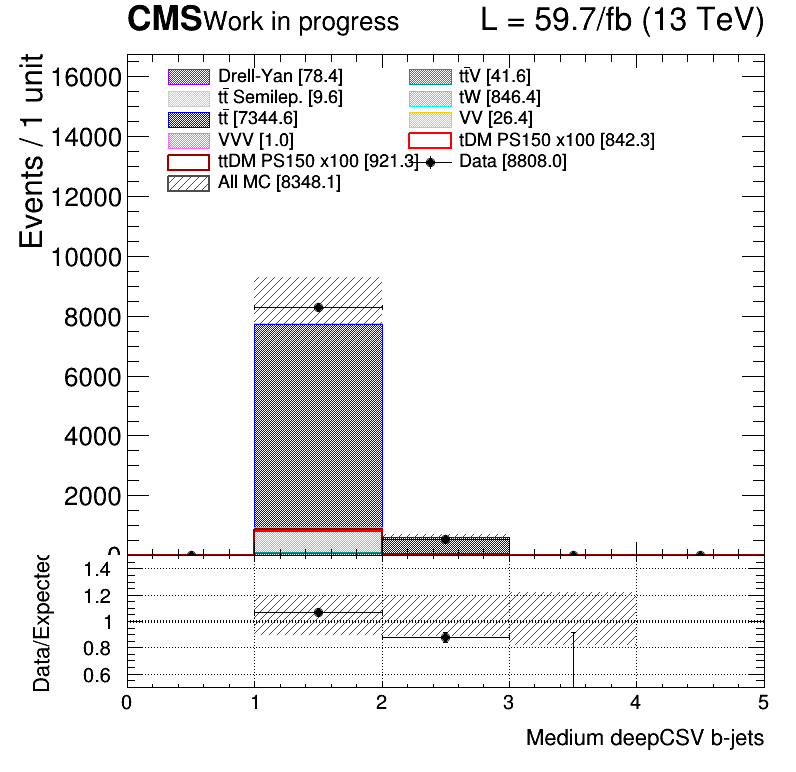 CMS Work in progress L = 59.7/fb (13 TeV)
Events / 1 unit
16000
14000
12000
10000
8000
6000
4000
2000
0
Drell-Yan [78.4] tt̄V [41.6]
tt̄ Semilep. [9.6] tW [846.4]
tt̄ [7344.6] VV [26.4]
VVV [1.0] tDM PS150 x100 [842.3]
ttDM PS150 x100 [921.3] Data [8808.0]
All MC [8348.1]
Data/Expected
1.4
1.2
1
0.8
0.6
0 1 2 3 4 5
Medium deepCSV b-jets